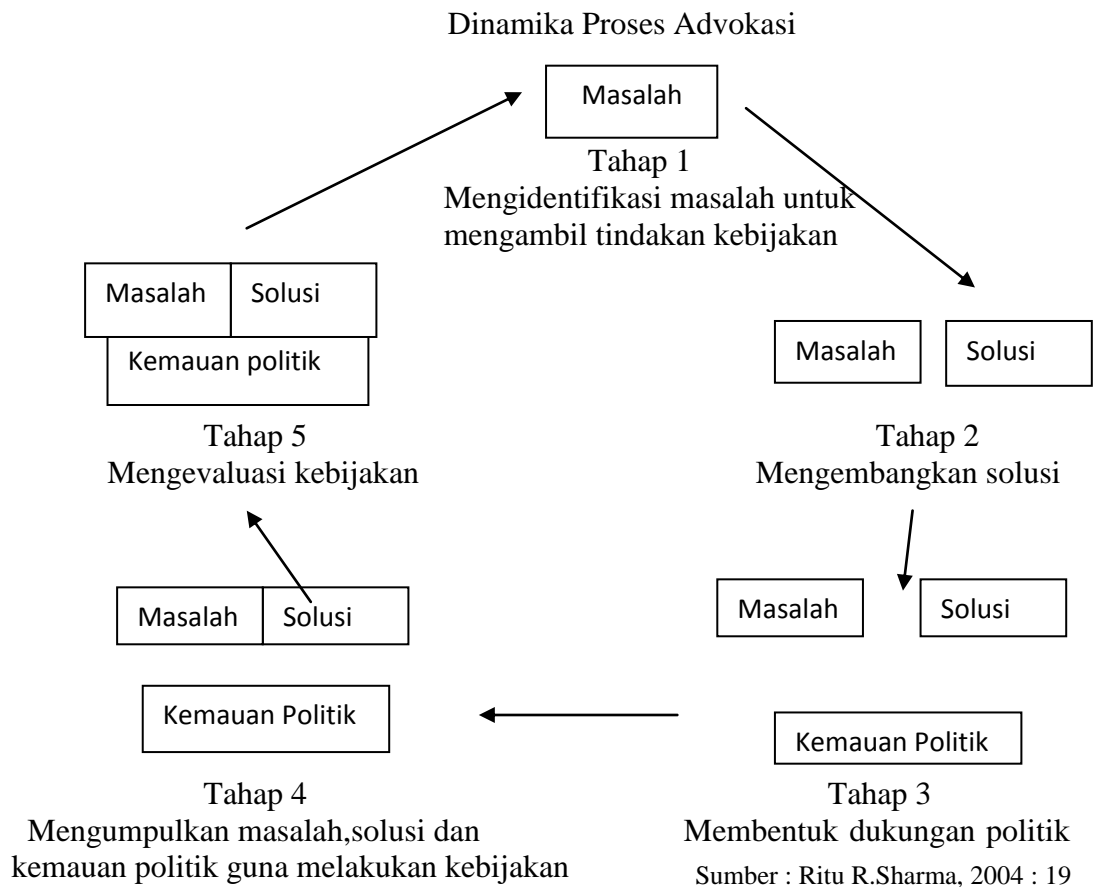 Dinamika Proses Advokasi
Masalah
Tahap 1
Mengidentifikasi masalah untuk
mengambil tindakan kebijakan
Masalah Solusi
Tahap 2
Mengembangkan solusi
Masalah Solusi
Kemauan Politik
Tahap 3
Membentuk dukungan politik
Masalah Solusi
Kemauan Politik
Tahap 4
Mengumpulkan masalah,solusi dan
kemauan politik guna melakukan kebijakan
Masalah Solusi
Kemauan politik
Tahap 5
Mengevaluasi kebijakan
Sumber : Ritu R.Sharma, 2004 : 19